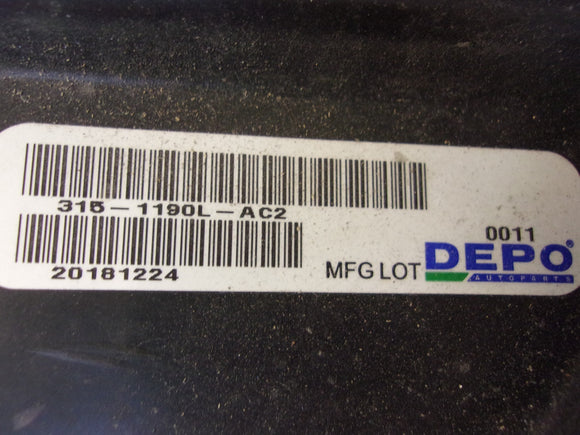 315-1190L-AC2
20181224
MFG LOT
0011
DEPO®
AUTOPARTS